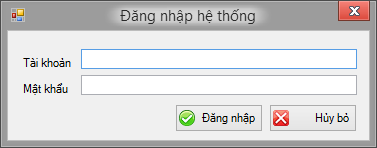 Đăng nhập hệ thống
Tài khoản
Mật khẩu
Đăng nhập Hủy bỏ